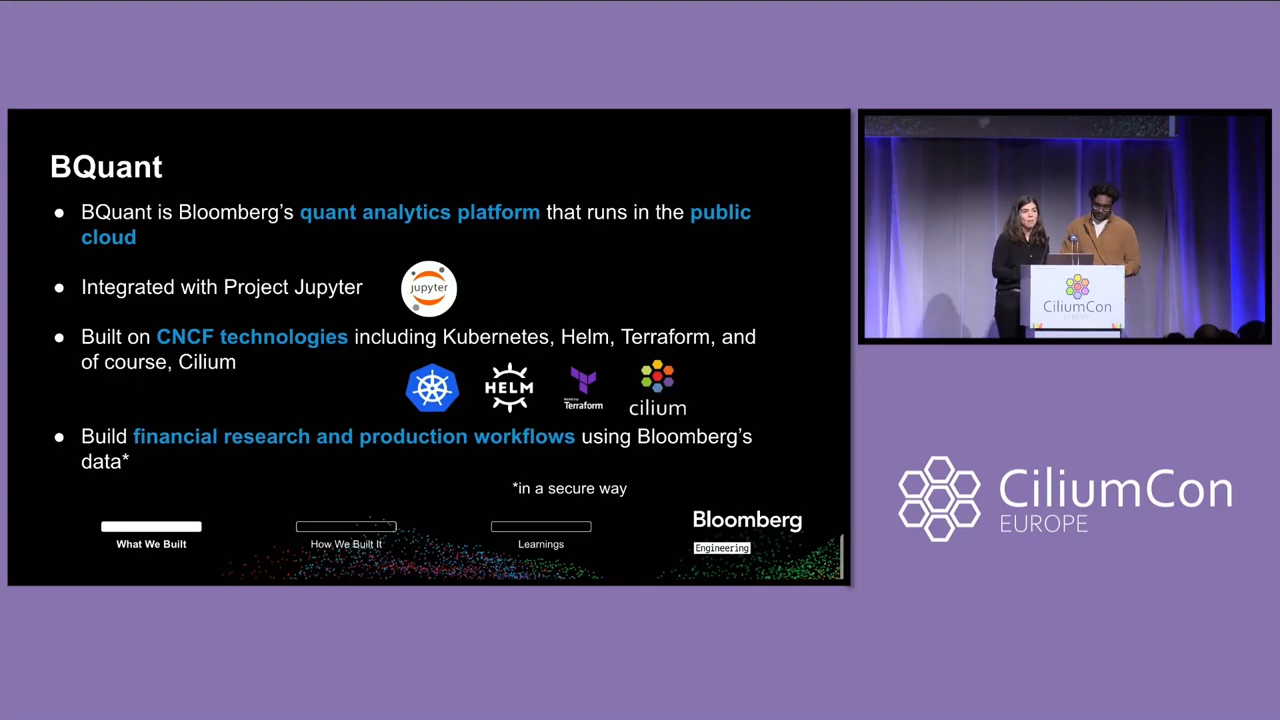 BQuant
● BQuant is Bloomberg's quant analytics platform that runs in the public
cloud
● Integrated with Project Jupyter
jupyter
● Built on CNCF technologies including Kubernetes, Helm, Terraform, and
of course, Cilium
HELM
HashiCorp
Terraform
cilium
● Build financial research and production workflows using Bloomberg's
data*
*in a secure way
What We Built
How We Built It
Learnings
Bloomberg
Engineering
CiliumCon
EUROPE
CiliumCon
EUROPE